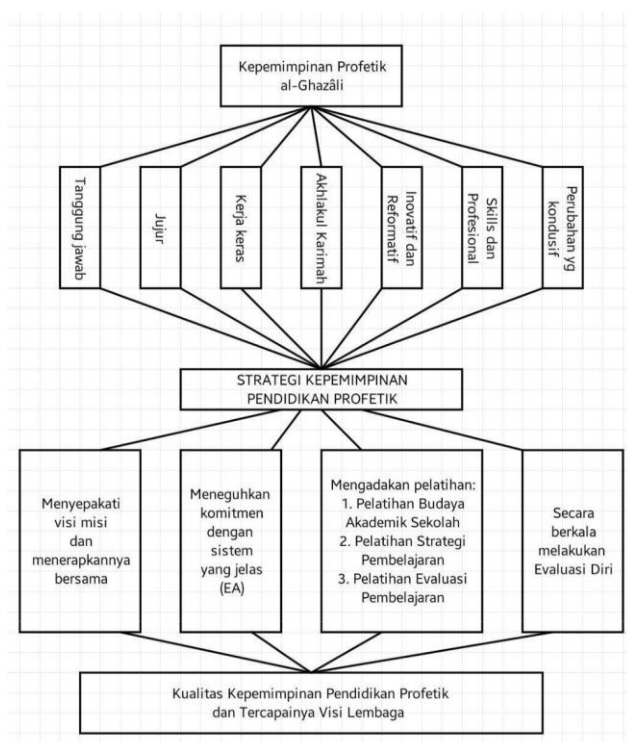 Kepemimpinan Profetik
al-Ghazâli
Tanggung jawab
Jujur
Kerja keras
Akhlakul Karimah
Inovatif dan
Reformatif
Skills dan
Profesional
Perubahan yg
kondusif
STRATEGI KEPEMIMPINAN
PENDIDIKAN PROFETIK
Menyepakati
visi misi
dan
menerapkannya
bersama
Meneguhkan
komitmen
dengan
sistem
yang jelas
(EA)
Mengadakan pelatihan:
1. Pelatihan Budaya
Akademik Sekolah
2. Pelatihan Strategi
Pembelajaran
3. Pelatihan Evaluasi
Pembelajaran
Secara
berkala
melakukan
Evaluasi Diri
Kualitas Kepemimpinan Pendidikan Profetik
dan Tercapainya Visi Lembaga